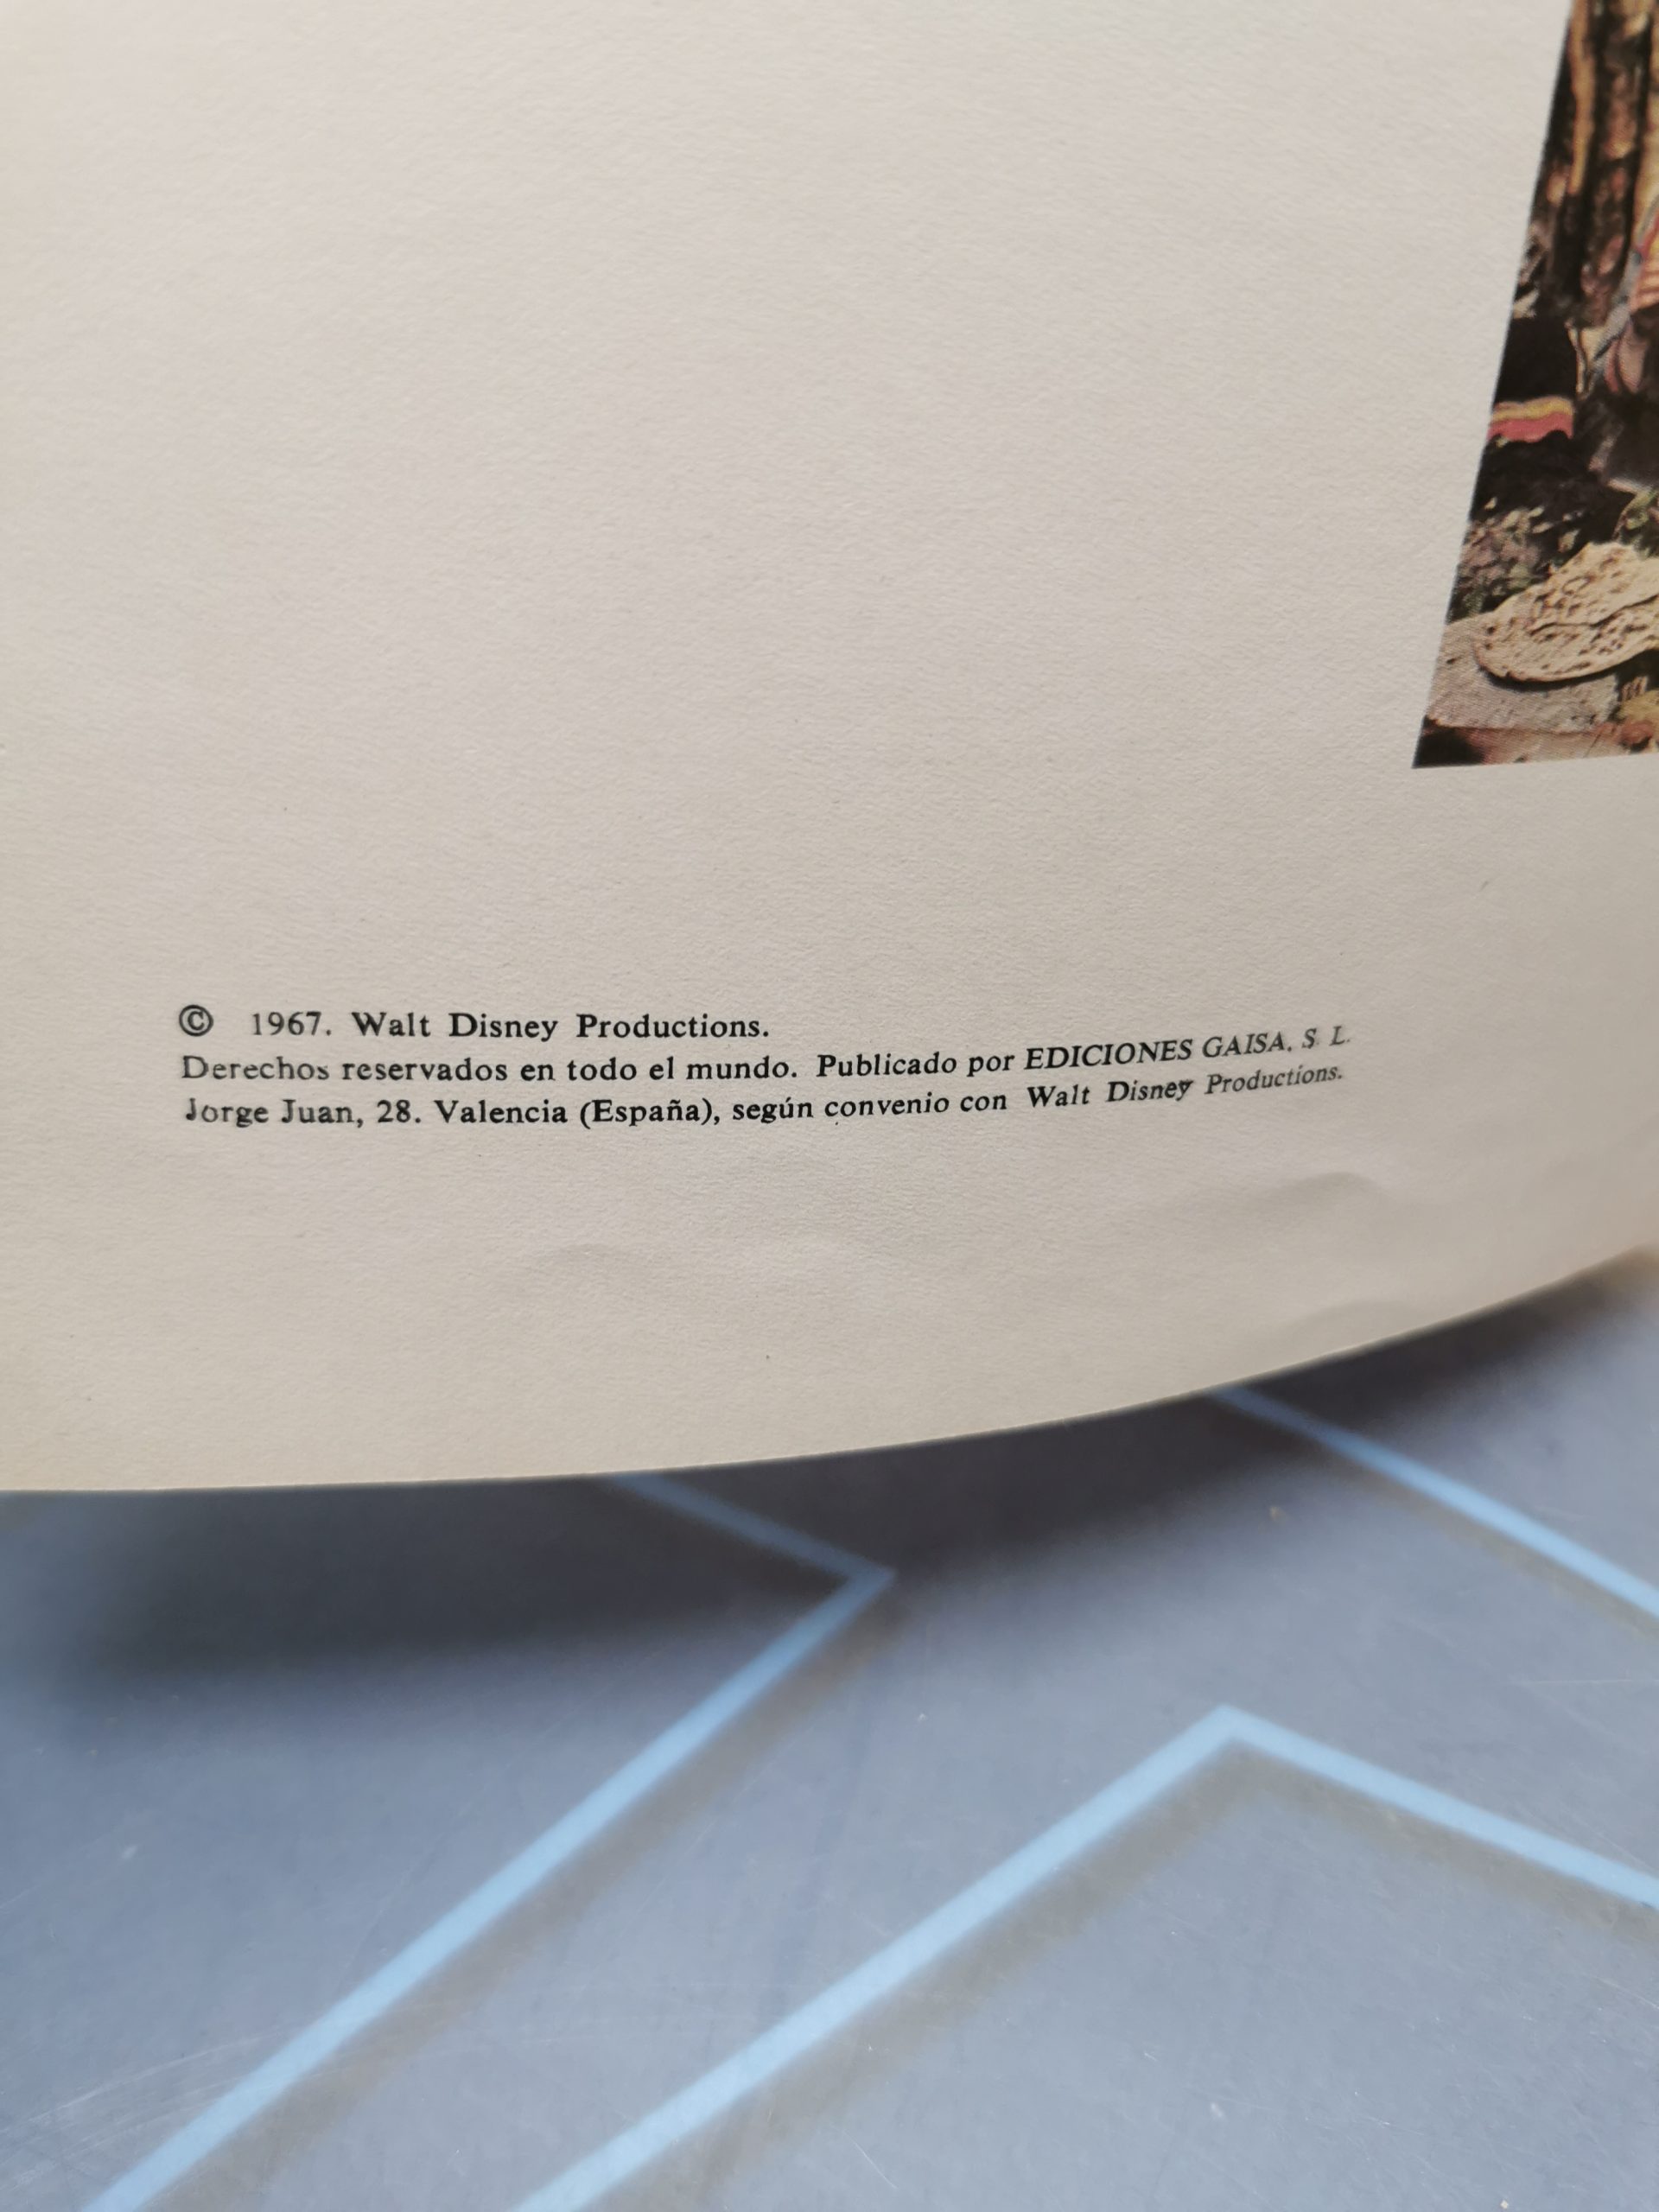 © 1967. Walt Disney Productions.
Derechos reservados en todo el mundo. Publicado por EDICIONES GAISA, S. L.
Jorge Juan, 28. Valencia (España), según convenio con Walt Disney Productions.